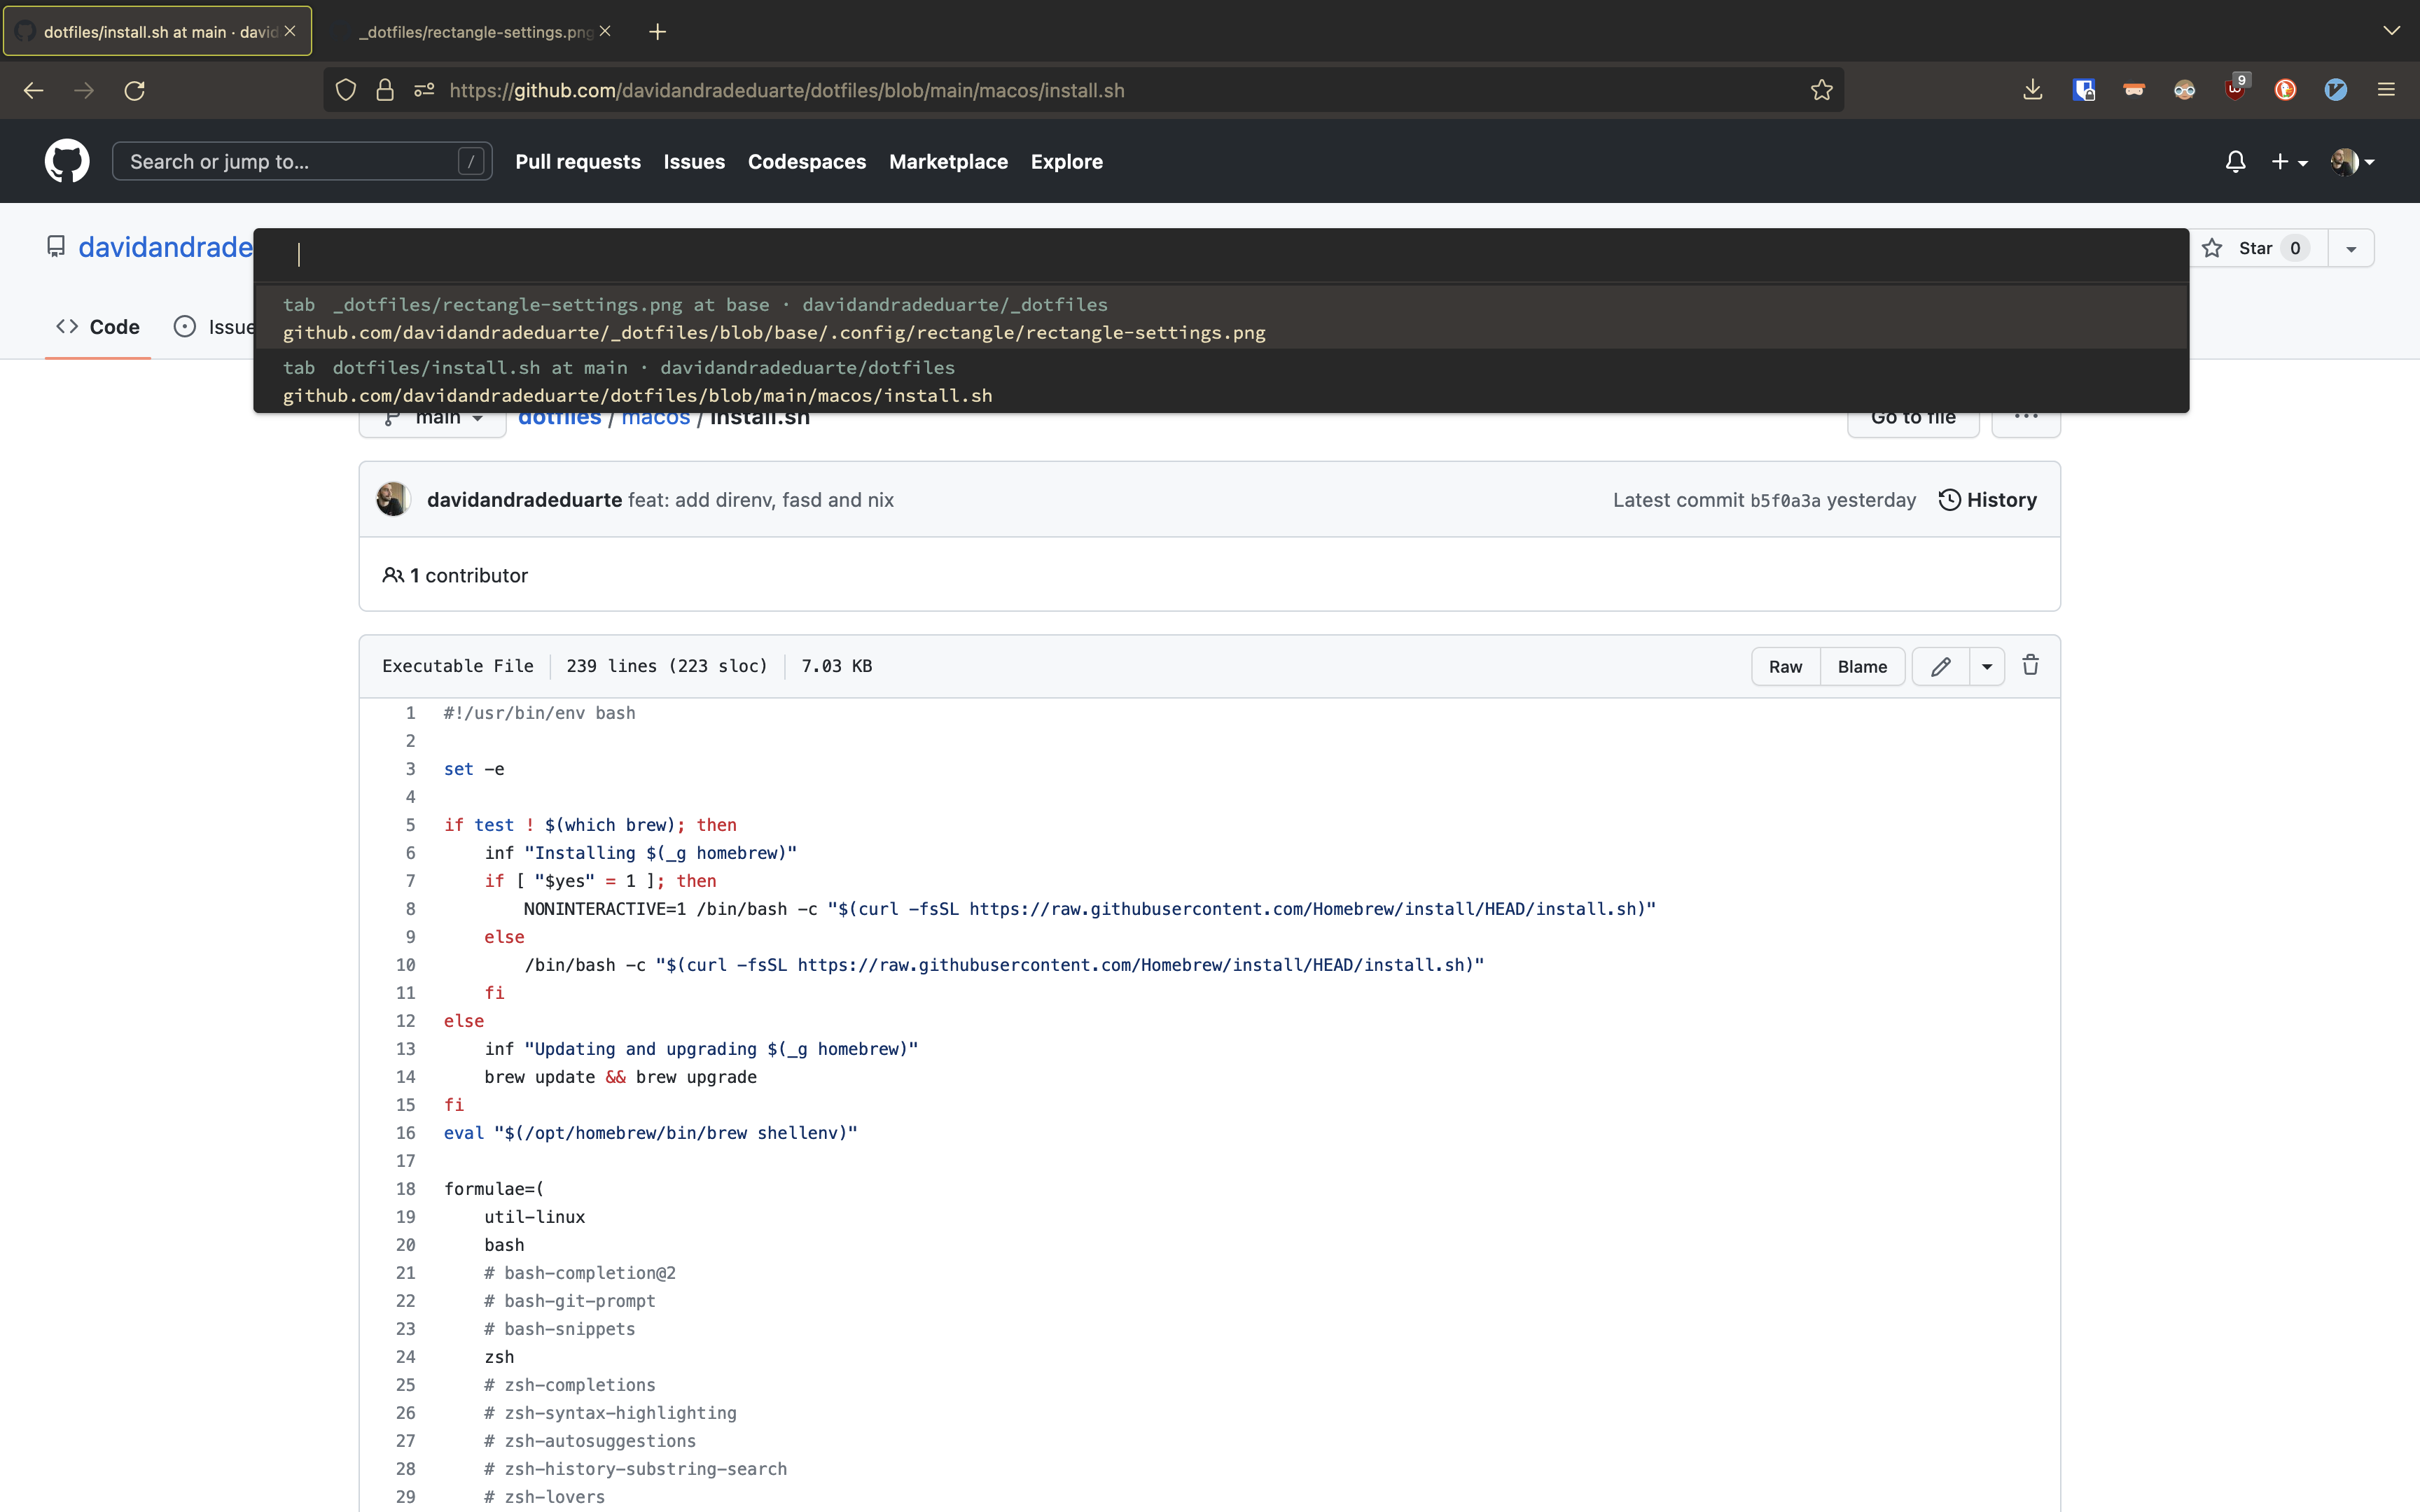 dotfiles/install.sh at main · david
_dotfiles/rectangle-settings.png
https://github.com/davidandradeduarte/dotfiles/blob/main/macos/install.sh
9
Search or jump to... /
Pull requests Issues Codespaces Marketplace Explore
davidandrade
Star 0
tab _dotfiles/rectangle-settings.png at base · davidandradeduarte/_dotfiles
github.com/davidandradeduarte/_dotfiles/blob/base/.config/rectangle/rectangle-settings.png
tab dotfiles/install.sh at main · davidandradeduarte/dotfiles
github.com/davidandradeduarte/dotfiles/blob/main/macos/install.sh
Code Issue
main dotfiles / macos / install.sh Go to file
davidandradeduarte feat: add direnv, fasd and nix Latest commit b5f0a3a yesterday History
1 contributor
Executable File 239 lines (223 sloc) 7.03 KB Raw Blame
1 #!/usr/bin/env bash
2
3 set -e
4
5 if test ! $(which brew); then
6 inf "Installing $(_g homebrew)"
7 if [ "$yes" = 1 ]; then
8 NONINTERACTIVE=1 /bin/bash -c "$(curl -fsSL https://raw.githubusercontent.com/Homebrew/install/HEAD/install.sh)"
9 else
10 /bin/bash -c "$(curl -fsSL https://raw.githubusercontent.com/Homebrew/install/HEAD/install.sh)"
11 fi
12 else
13 inf "Updating and upgrading $(_g homebrew)"
14 brew update && brew upgrade
15 fi
16 eval "$(/opt/homebrew/bin/brew shellenv)"
17
18 formulae=(
19 util-linux
20 bash
21 # bash-completion@2
22 # bash-git-prompt
23 # bash-snippets
24 zsh
25 # zsh-completions
26 # zsh-syntax-highlighting
27 # zsh-autosuggestions
28 # zsh-history-substring-search
29 # zsh-lovers